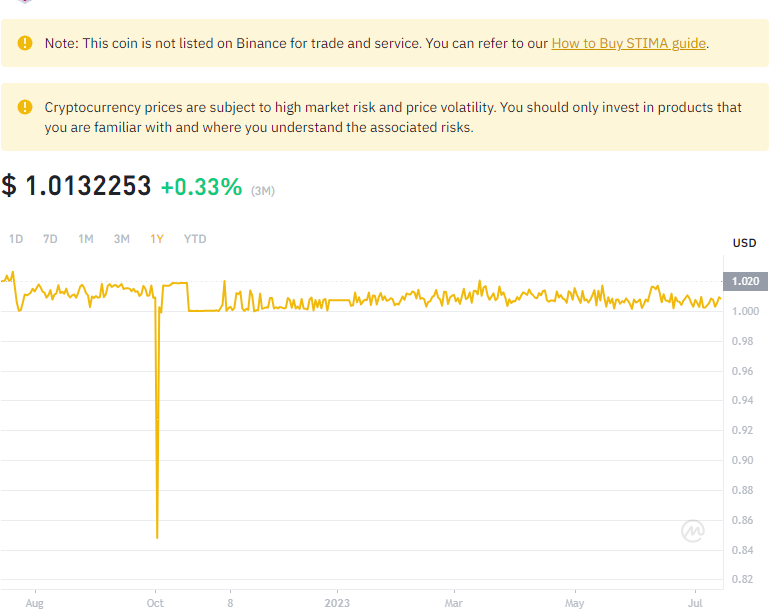 Note: This coin is not listed on Binance for trade and service. You can refer to our How to Buy STIMA guide.
Cryptocurrency prices are subject to high market risk and price volatility. You should only invest in products that
you are familiar with and where you understand the associated risks.
$ 1.0132253 +0.33% (3M)
1D 7D 1M 3M 1Y YTD
USD
1.020
1.000
0.98
0.96
0.94
0.92
0.90
0.88
0.86
0.84
0.82
Aug Oct 8 2023 Mar May Jul